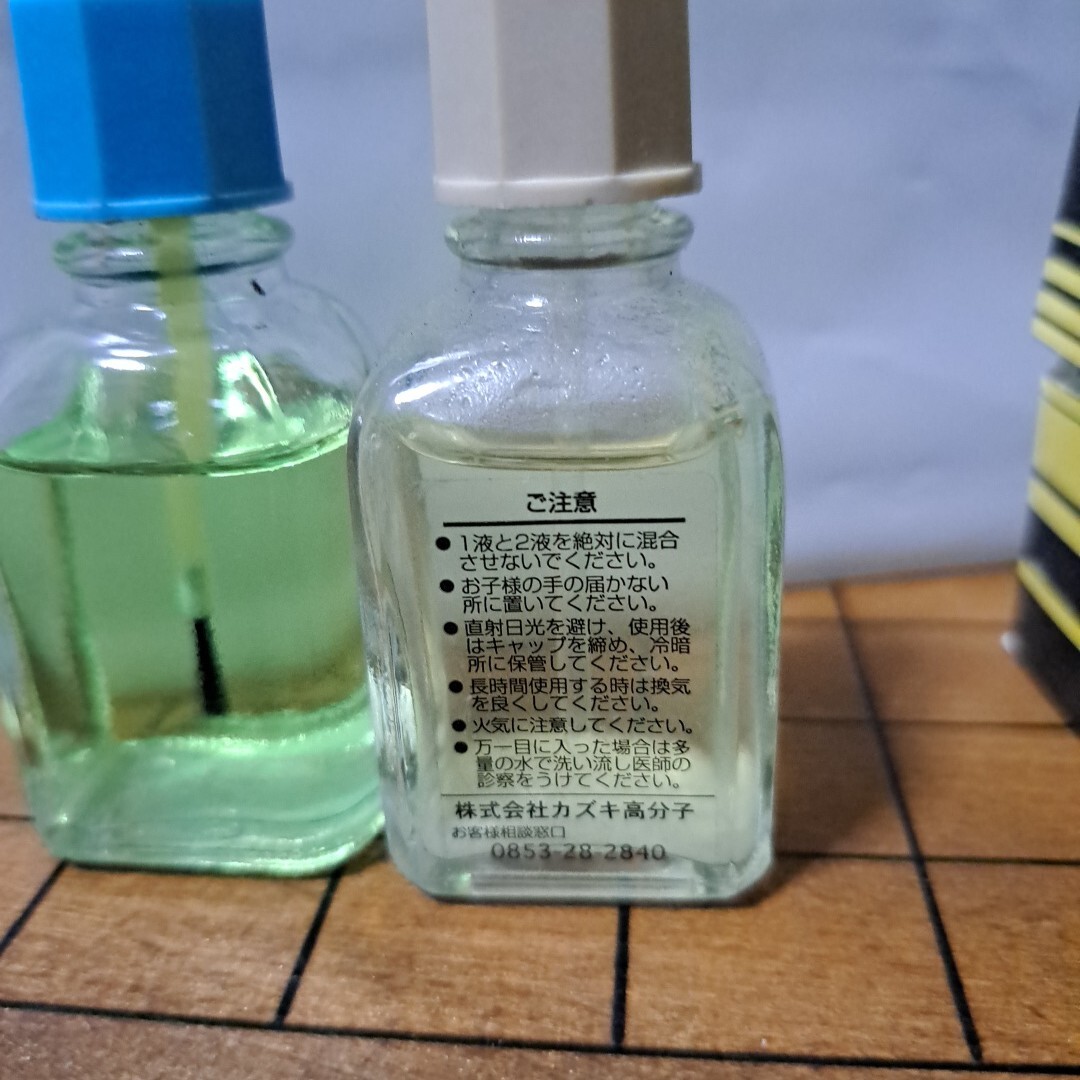 ご注意
●1液と2液を絶対に混合
させないでください。
●お子様の手の届かない
所に置いてください。
●直射日光を避け、使用後
はキャップを締め、冷暗
所に保管してください。
●長時間使用する時は換気
を良くしてください。
●火気に注意してください。
●万一目に入った場合は多
量の水で洗い流し医師の
診察をうけてください。
株式会社カズキ高分子
お客様相談窓口
0853-28-2840